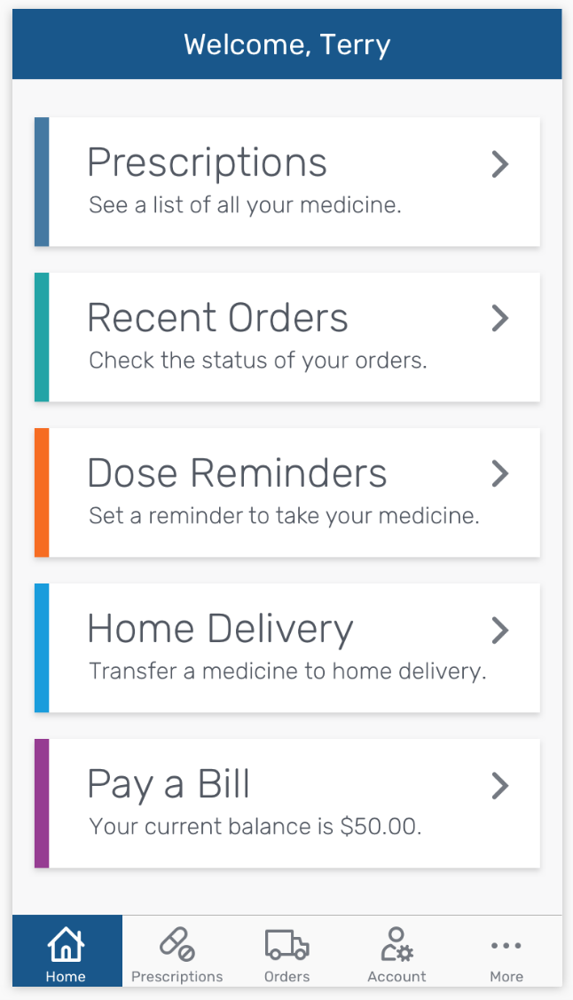 Welcome, Terry
Prescriptions
See a list of all your medicine.
Recent Orders
Check the status of your orders.
Dose Reminders
Set a reminder to take your medicine.
Home Delivery
Transfer a medicine to home delivery.
Pay a Bill
Your current balance is $50.00.
Home Prescriptions Orders Account More